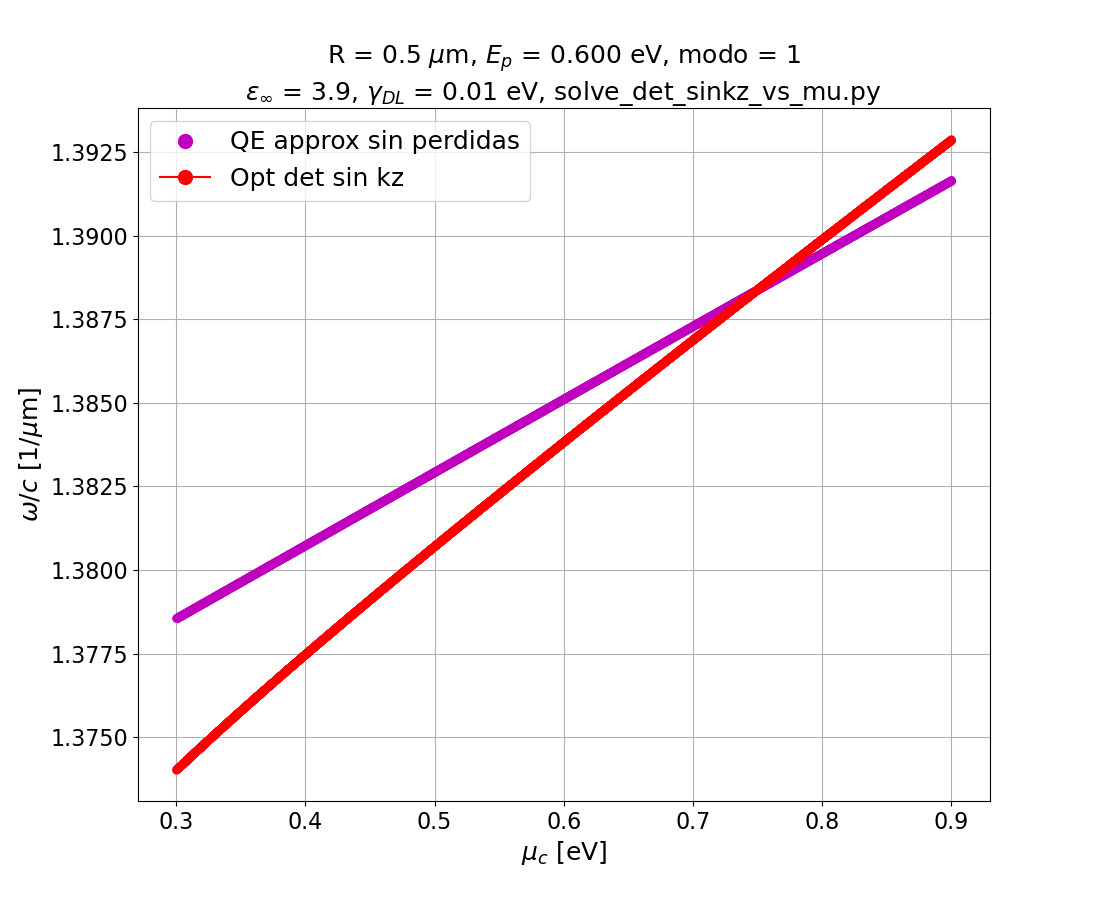 R = 0.5 μm, E_p = 0.600 eV, modo = 1
ε_∞ = 3.9, γ_DL = 0.01 eV, solve_det_sinkz_vs_mu.py
QE approx sin perdidas
Opt det sin kz
1.3925
1.3900
1.3875
1.3850
1.3825
1.3800
1.3775
1.3750
ω/c [1/μm]
0.3 0.4 0.5 0.6 0.7 0.8 0.9
μ_c [eV]